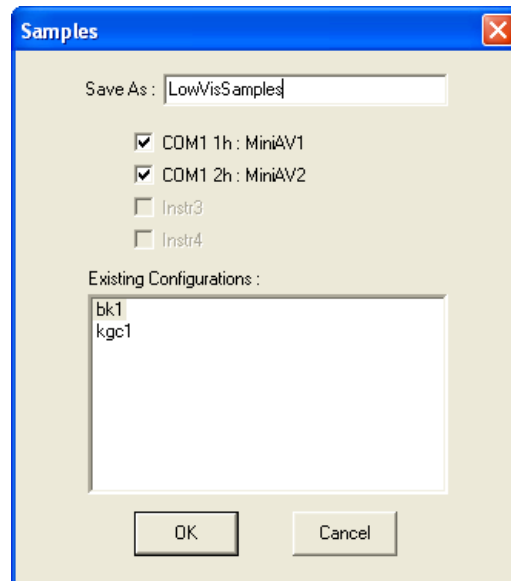 Samples
Save As : LowVisSamples
COM1 1h : MiniAV1
COM1 2h : MiniAV2
Instr3
Instr4
Existing Configurations :
bk1
kgc1
OK Cancel